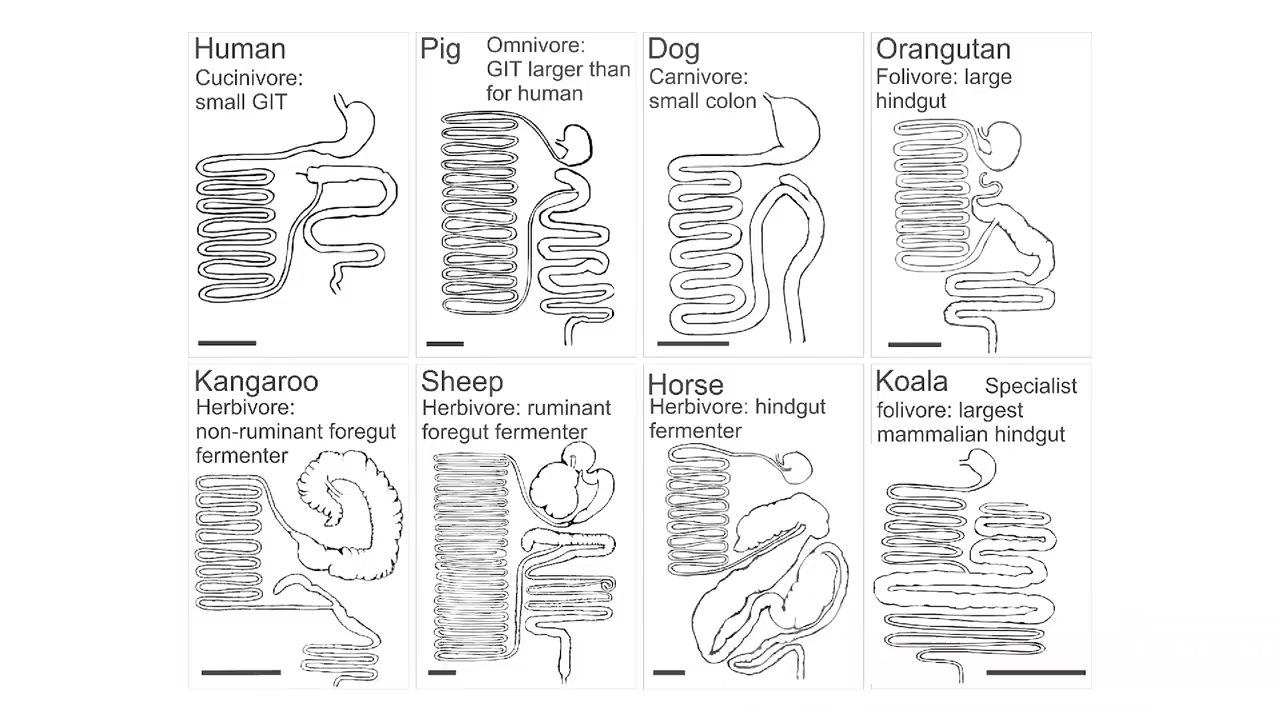 Human
Cucinivore:
small GIT
Pig
Omnivore:
GIT larger than
for human
Dog
Carnivore:
small colon
Orangutan
Folivore: large
hindgut
Kangaroo
Herbivore:
non-ruminant foregut
fermenter
Sheep
Herbivore: ruminant
foregut fermenter
Horse
Herbivore: hindgut
fermenter
Koala
Specialist
folivore: largest
mammalian hindgut